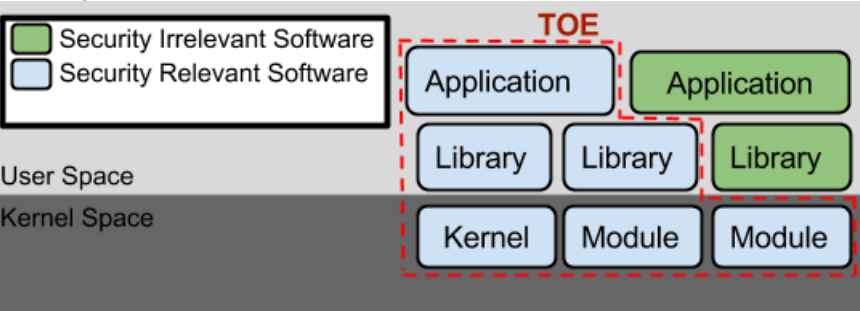 TOE
Security Irrelevant Software
Security Relevant Software
Application
Application
Library
Library
Library
User Space
Kernel Space
Kernel
Module
Module